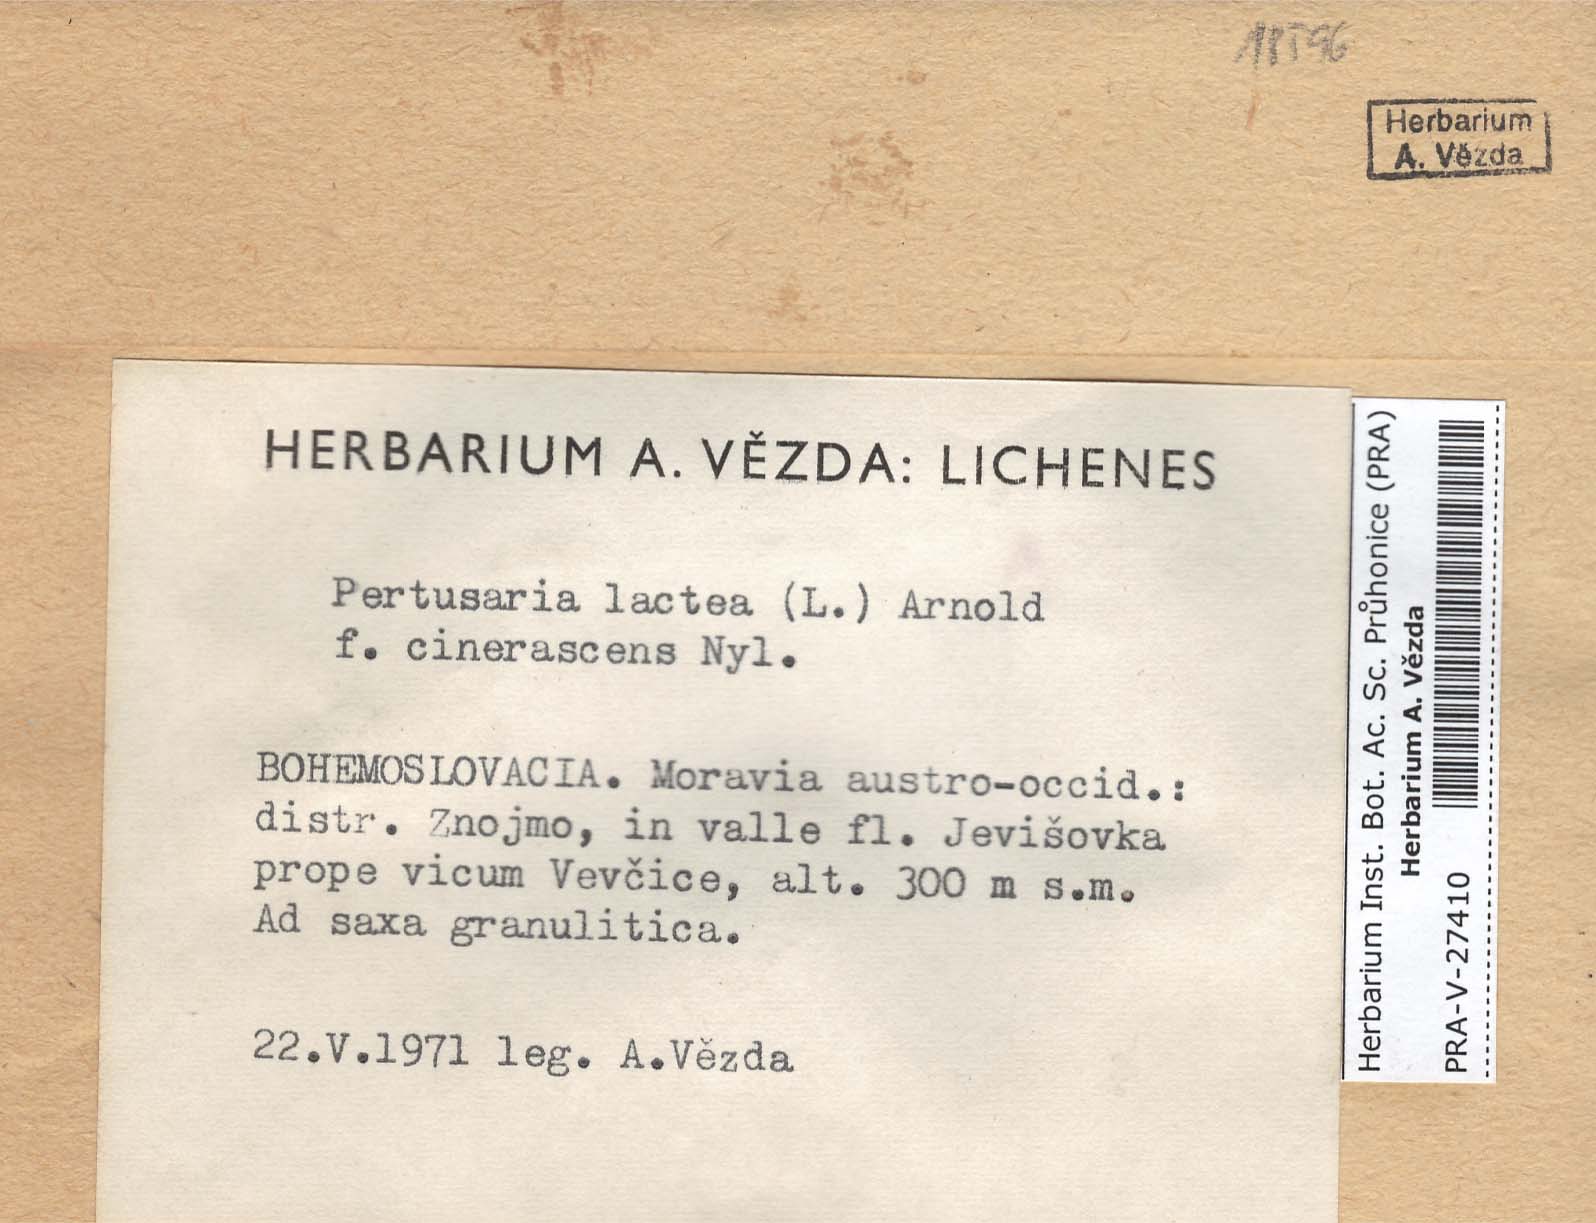 Herbarium
A. Vězda
HERBARIUM A. VĚZDA: LICHENES
Pertusaria lactea (L.) Arnold
f. cinerascens Nyl.
BOHEMOSLOVACIA. Moravia austro-occid.:
distr. Znojmo, in valle fl. Jevišovka
prope vicum Vevčice, alt. 300 m s.m.
Ad saxa granulitica.
22.V.1971 leg. A.Vězda
Herbarium Inst. Bot. Ac. Sc. Průhonice (PRA)
Herbarium A. Vězda
PRA-V-27410